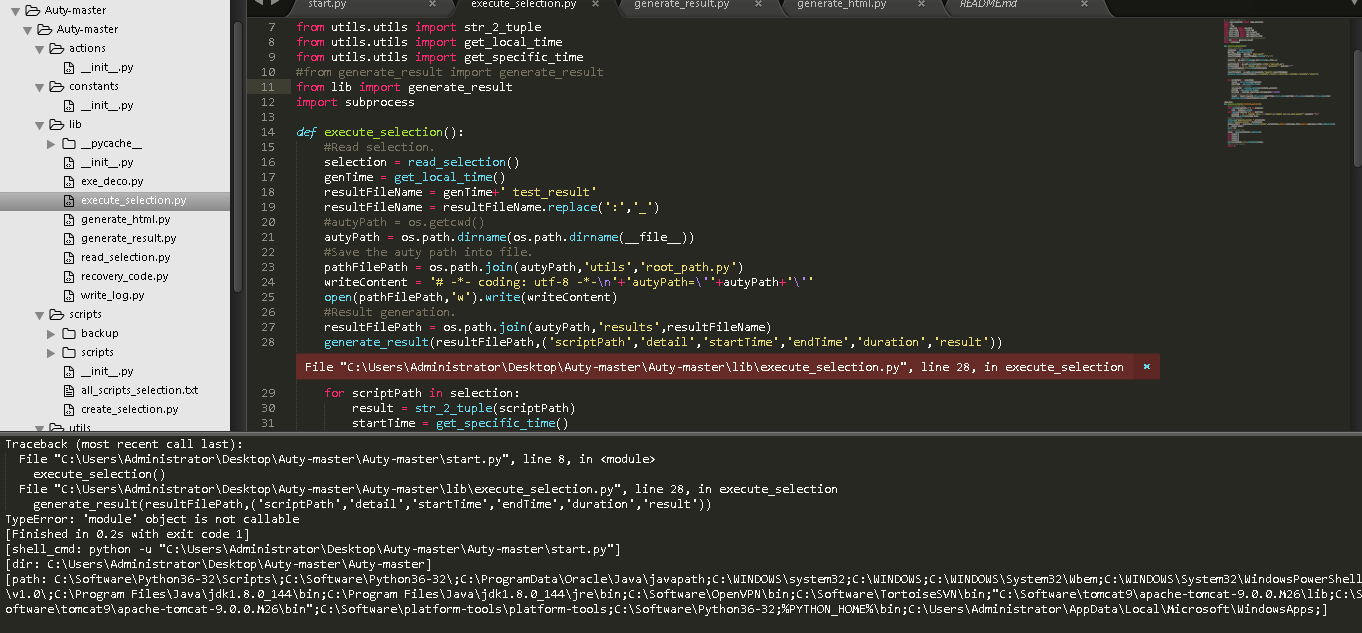 Auty-master
Auty-master
actions
__init__.py
constants
__init__.py
lib
__pycache__
__init__.py
exe_deco.py
execute_selection.py
generate_html.py
generate_result.py
read_selection.py
recovery_code.py
write_log.py
scripts
backup
scripts
__init__.py
all_scripts_selection.txt
create_selection.py
utils
start.py × execute_selection.py × generate_result.py × generate_html.py × README.md ×
7 from utils.utils import str_2_tuple
8 from utils.utils import get_local_time
9 from utils.utils import get_specific_time
10 #from generate_result import generate_result
11 from lib import generate_result
12 import subprocess
13
14 def execute_selection():
15 #Read selection.
16 selection = read_selection()
17 genTime = get_local_time()
18 resultFileName = genTime+' test_result'
19 resultFileName = resultFileName.replace(':','_')
20 #autyPath = os.getcwd()
21 autyPath = os.path.dirname(os.path.dirname(__file__))
22 #Save the auty path into file.
23 pathFilePath = os.path.join(autyPath,'utils','root_path.py')
24 writeContent = '# -*- coding: utf-8 -*-\n'+'autyPath=\''+autyPath+'\''
25 open(pathFilePath,'w').write(writeContent)
26 #Result generation.
27 resultFilePath = os.path.join(autyPath,'results',resultFileName)
28 generate_result(resultFilePath,('scriptPath','detail','startTime','endTime','duration','result'))
File "C:\Users\Administrator\Desktop\Auty-master\Auty-master\lib\execute_selection.py", line 28, in execute_selection ×
29 for scriptPath in selection:
30 result = str_2_tuple(scriptPath)
31 startTime = get_specific_time()
Traceback (most recent call last):
File "C:\Users\Administrator\Desktop\Auty-master\Auty-master\start.py", line 8, in <module>
execute_selection()
File "C:\Users\Administrator\Desktop\Auty-master\Auty-master\lib\execute_selection.py", line 28, in execute_selection
generate_result(resultFilePath,('scriptPath','detail','startTime','endTime','duration','result'))
TypeError: 'module' object is not callable
[Finished in 0.2s with exit code 1]
[shell_cmd: python -u "C:\Users\Administrator\Desktop\Auty-master\Auty-master\start.py"]
[dir: C:\Users\Administrator\Desktop\Auty-master\Auty-master]
[path: C:\Software\Python36-32\Scripts\;C:\Software\Python36-32\;C:\ProgramData\Oracle\Java\javapath;C:\WINDOWS\system32;C:\WINDOWS;C:\WINDOWS\System32\Wbem;C:\WINDOWS\System32\WindowsPowerShell
\v1.0\;C:\Program Files\Java\jdk1.8.0_144\bin;C:\Program Files\Java\jdk1.8.0_144\jre\bin;C:\Software\OpenVPN\bin;C:\Software\TortoiseSVN\bin;"C:\Software\tomcat9\apache-tomcat-9.0.0.M26\lib;C:\S
oftware\tomcat9\apache-tomcat-9.0.0.M26\bin";C:\Software\platform-tools\platform-tools;C:\Software\Python36-32;%PYTHON_HOME%\bin;C:\Users\Administrator\AppData\Local\Microsoft\WindowsApps;]